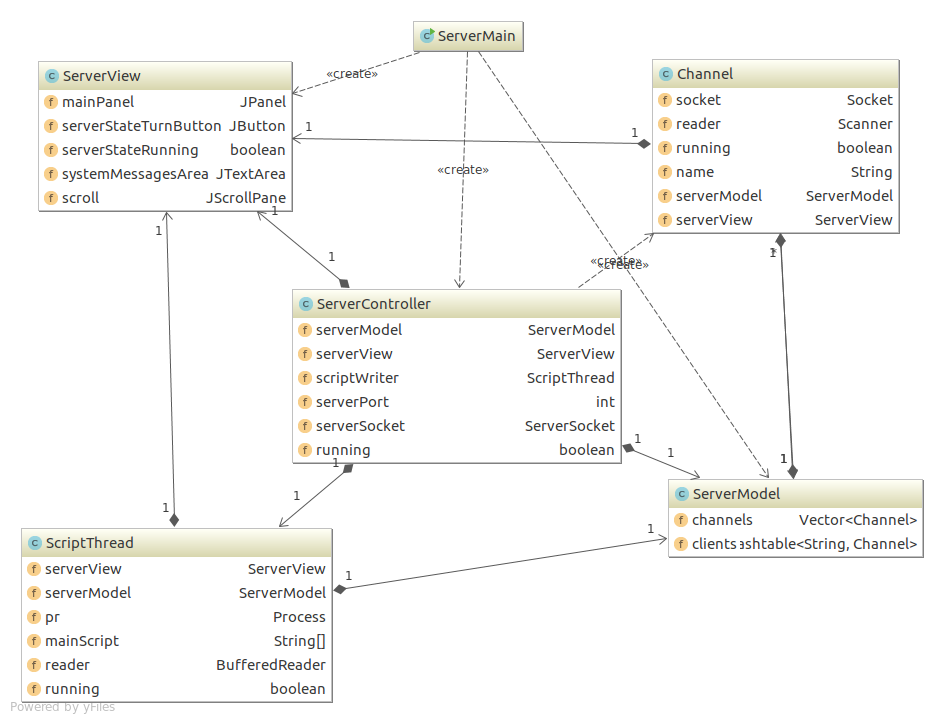 ServerMain
«create»
«create»
«create»
«create»
ServerView
mainPanel JPanel
serverStateTurnButton JButton
serverStateRunning boolean
systemMessagesArea JTextArea
scroll JScrollPane
Channel
socket Socket
reader Scanner
running boolean
name String
serverModel ServerModel
serverView ServerView
1
1
1
1
1
1
*
ServerController
serverModel ServerModel
serverView ServerView
scriptWriter ScriptThread
serverPort int
serverSocket ServerSocket
running boolean
1
1
1
1
1
1
1
ServerModel
channels Vector<Channel>
clients ashtable<String, Channel>
1
1
1
ScriptThread
serverView ServerView
serverModel ServerModel
pr Process
mainScript String[]
reader BufferedReader
running boolean
Powered by yFiles